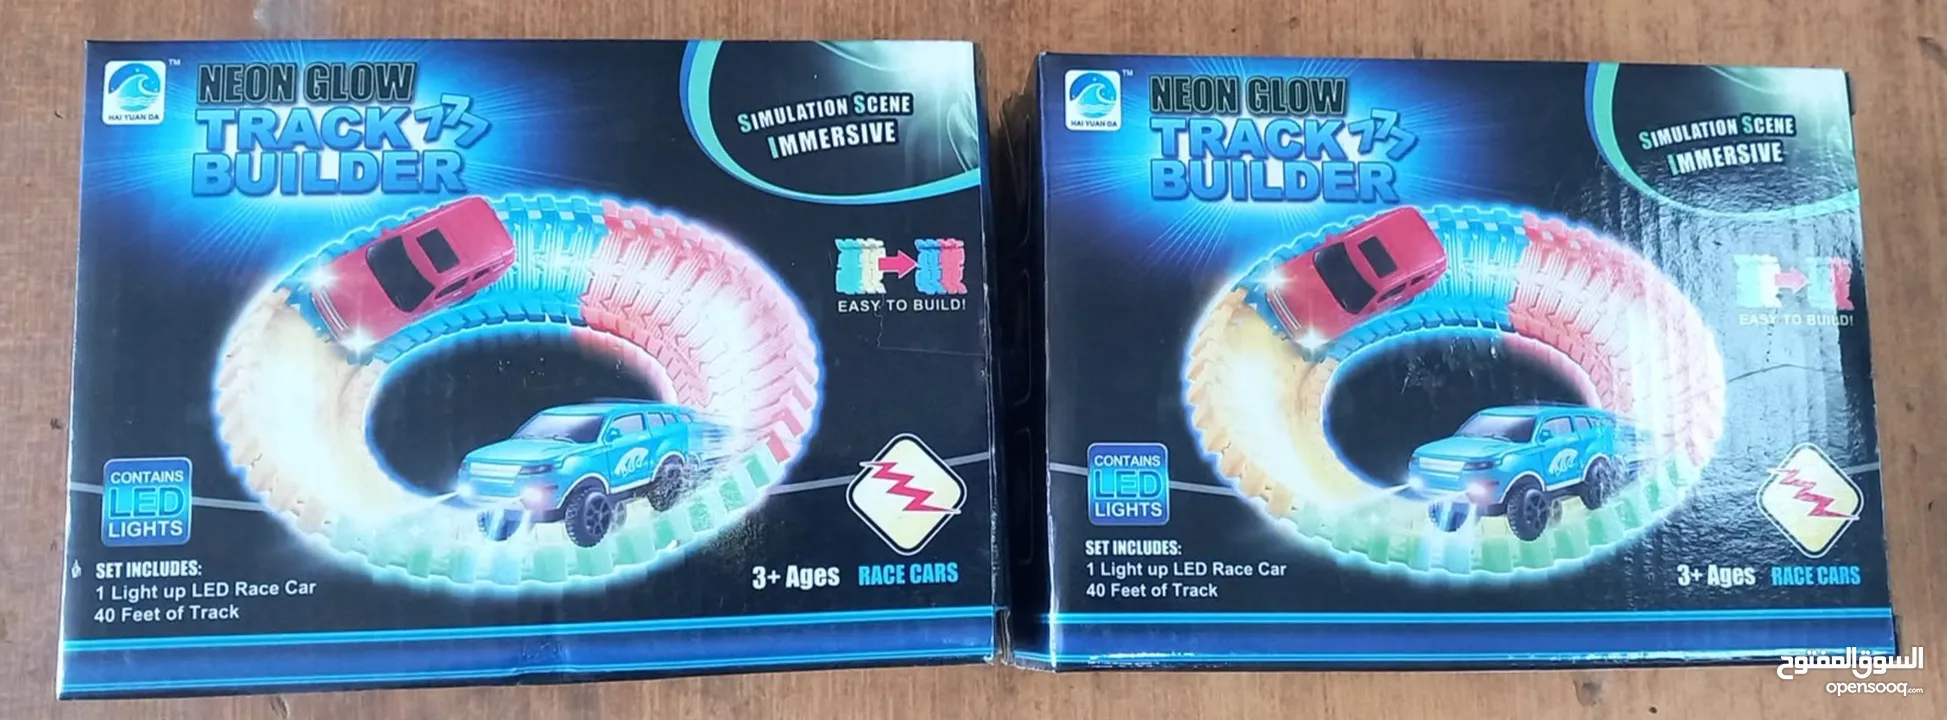 HAI YUAN DA
TM
NEON GLOW
TRACK
BUILDER
SIMULATION SCENE
IMMERSIVE
EASY TO BUILD!
CONTAINS
LED
LIGHTS
SET INCLUDES:
1 Light up LED Race Car
40 Feet of Track
3+ Ages RACE CARS
HAI YUAN DA
TM
NEON GLOW
TRACK
BUILDER
SIMULATION SCENE
IMMERSIVE
EASY TO BUILD!
CONTAINS
LED
LIGHTS
SET INCLUDES:
1 Light up LED Race Car
40 Feet of Track
3+ Ages RACE CARS
السوق المفتوح
opensooq.com